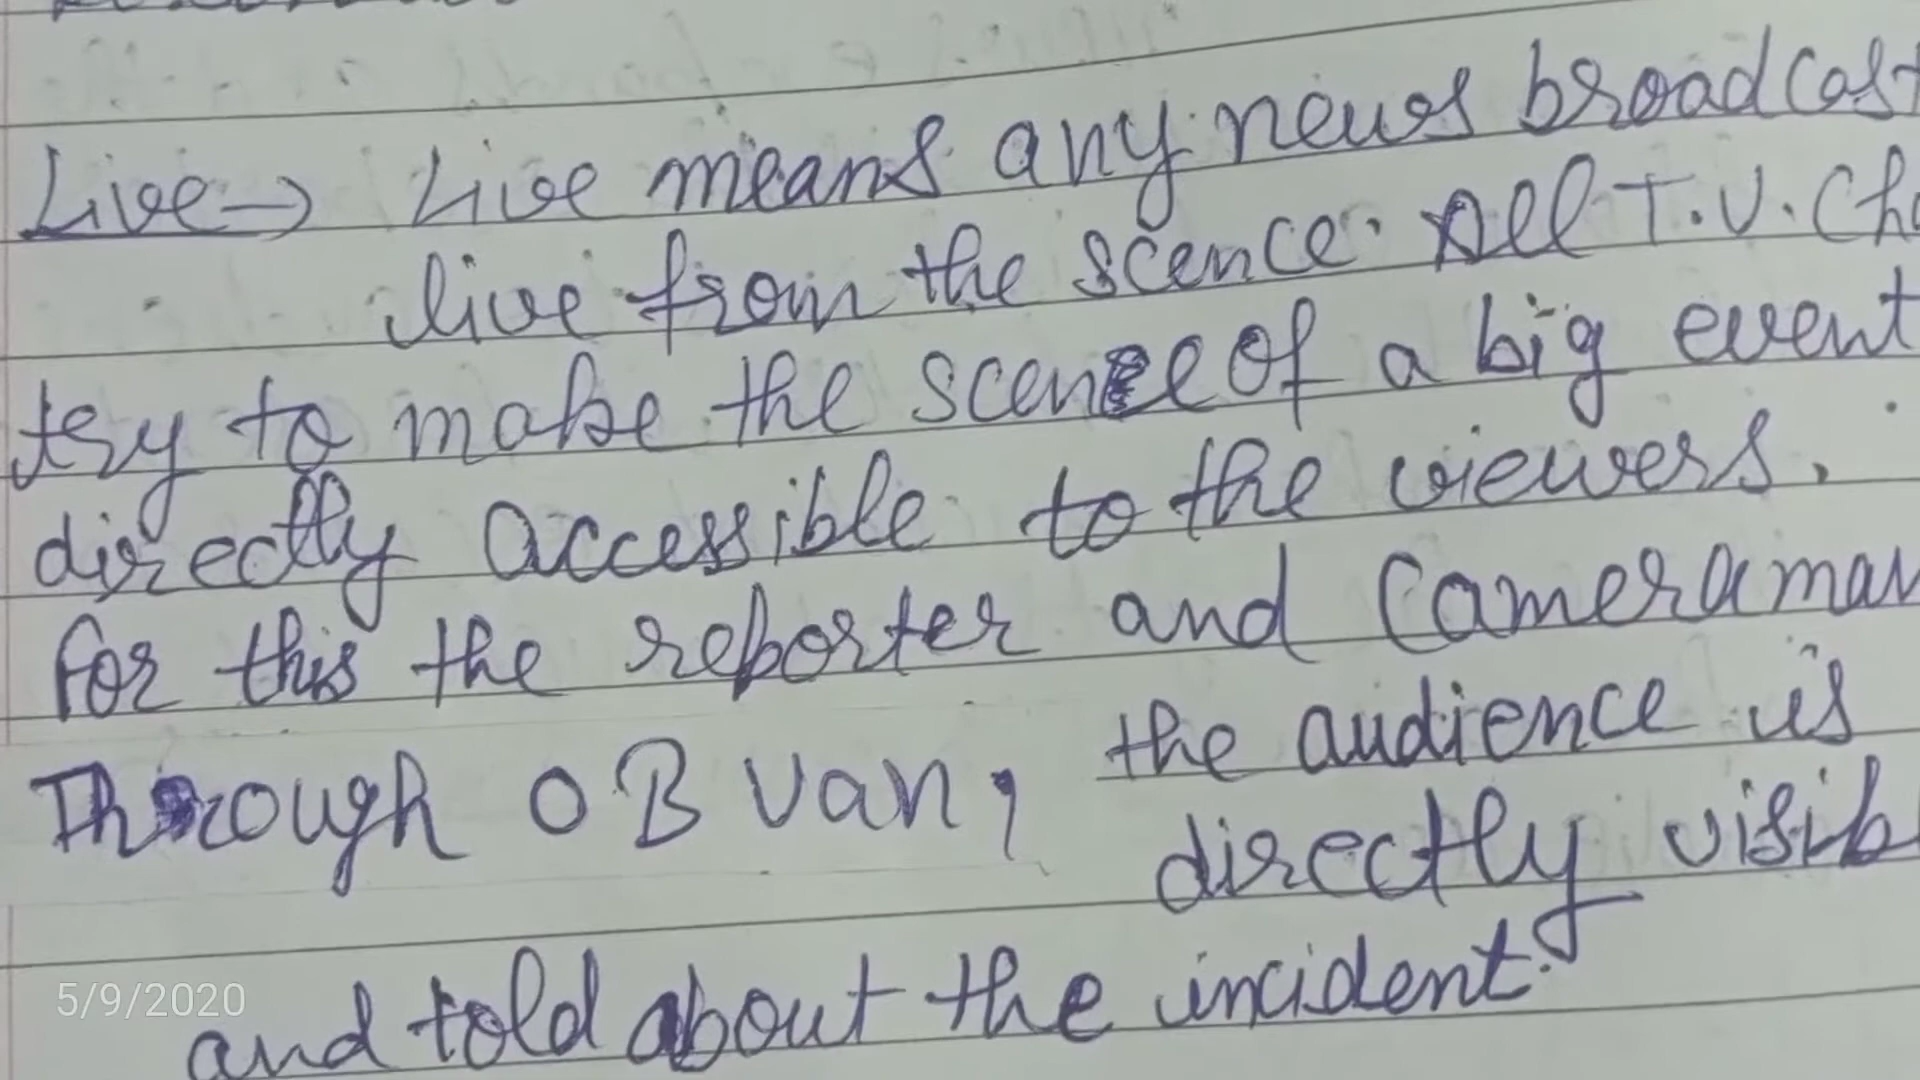 Live → Live means any news broadcast
live from the scence. All T.V. Cha
try to make the scene of a big event
directly accessible to the viewers.
for this the reporter and Cameraman
Through OB van, the audience is
directly visib
and told about the incident.
5/9/2020